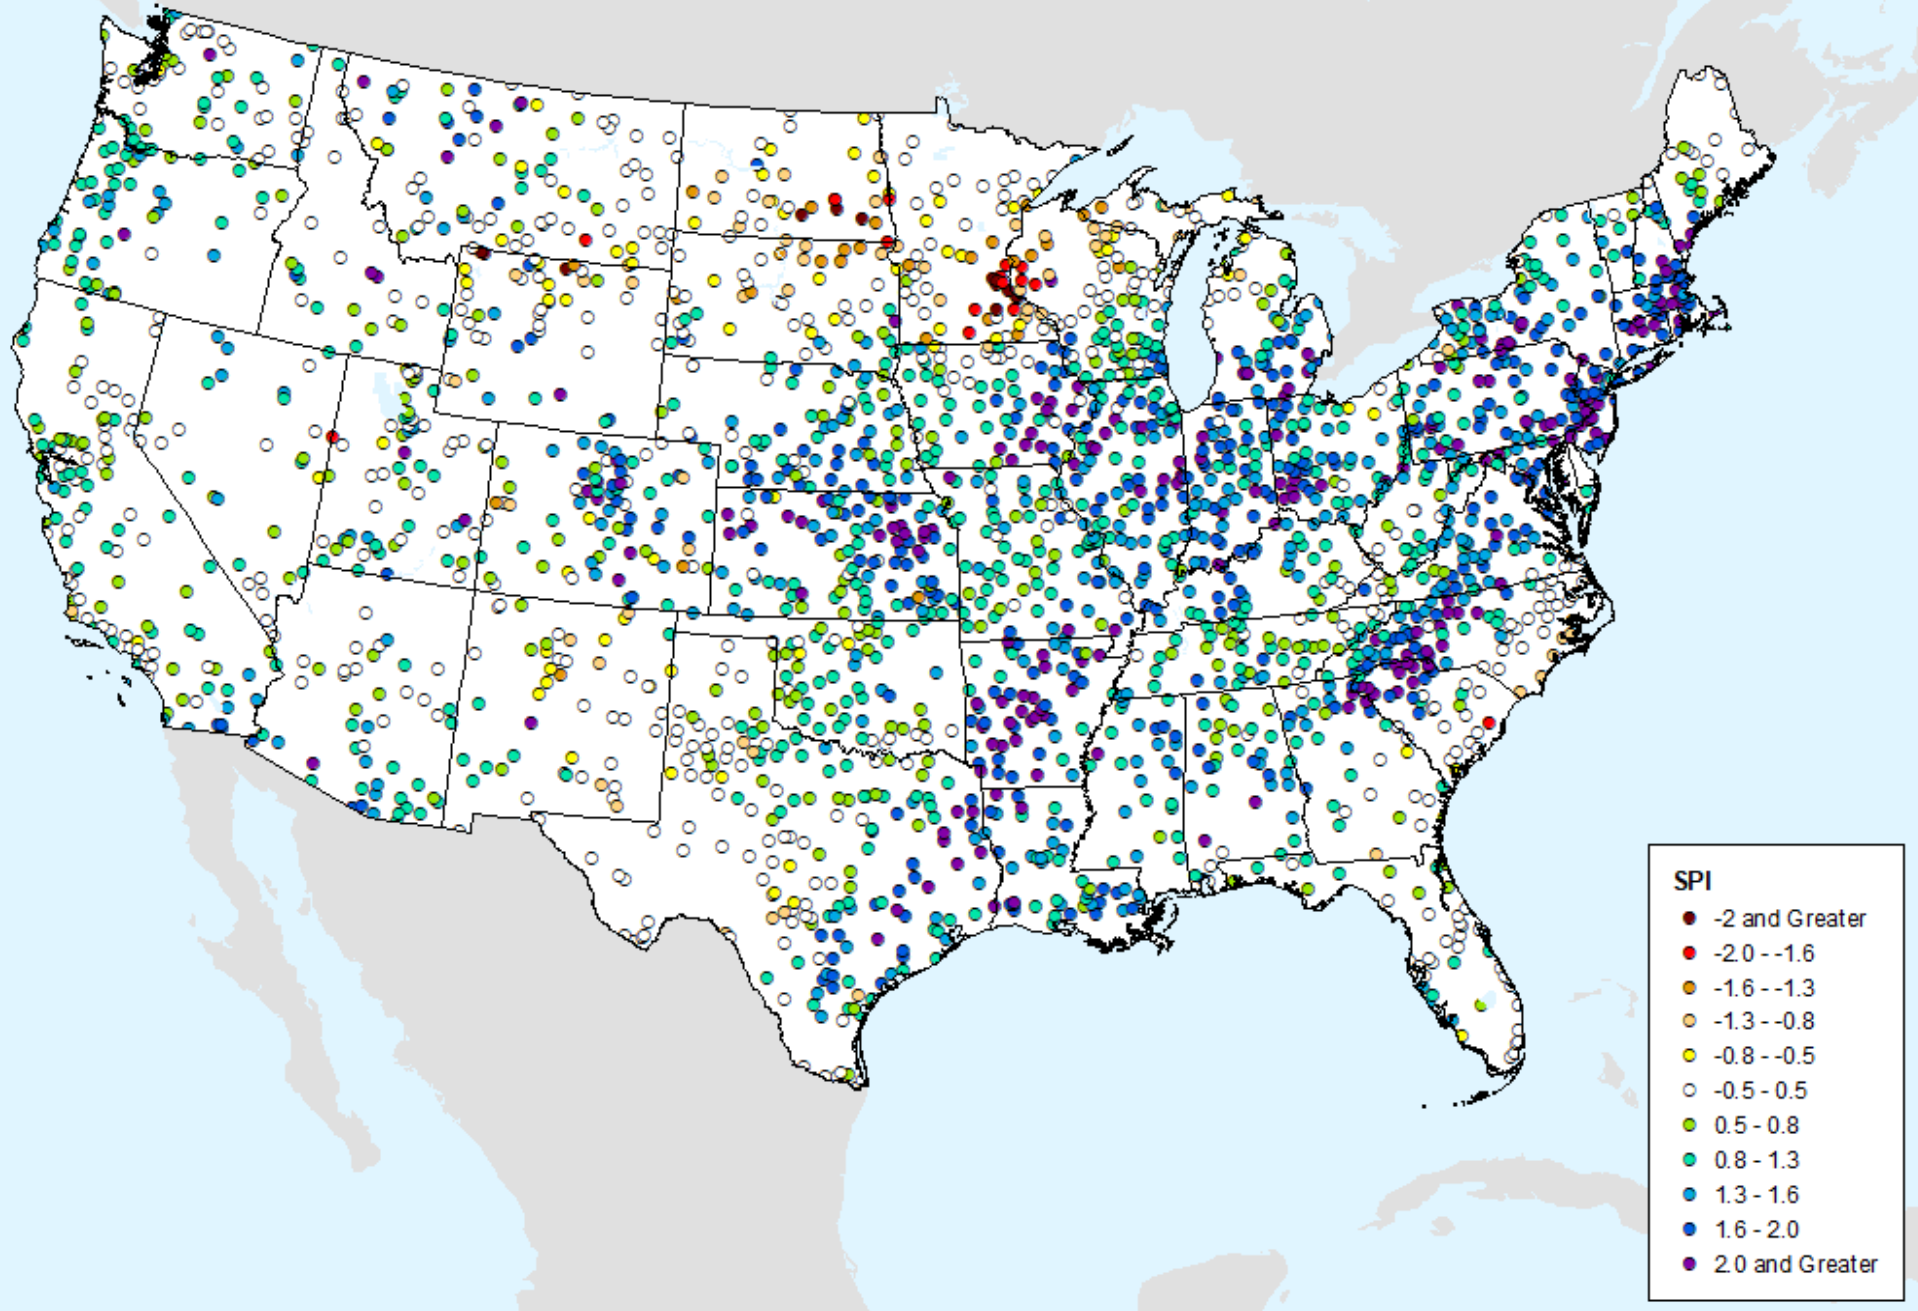 SPI
-2 and Greater
-2.0 - -1.6
-1.6 - -1.3
-1.3 - -0.8
-0.8 - -0.5
-0.5 - 0.5
0.5 - 0.8
0.8 - 1.3
1.3 - 1.6
1.6 - 2.0
2.0 and Greater